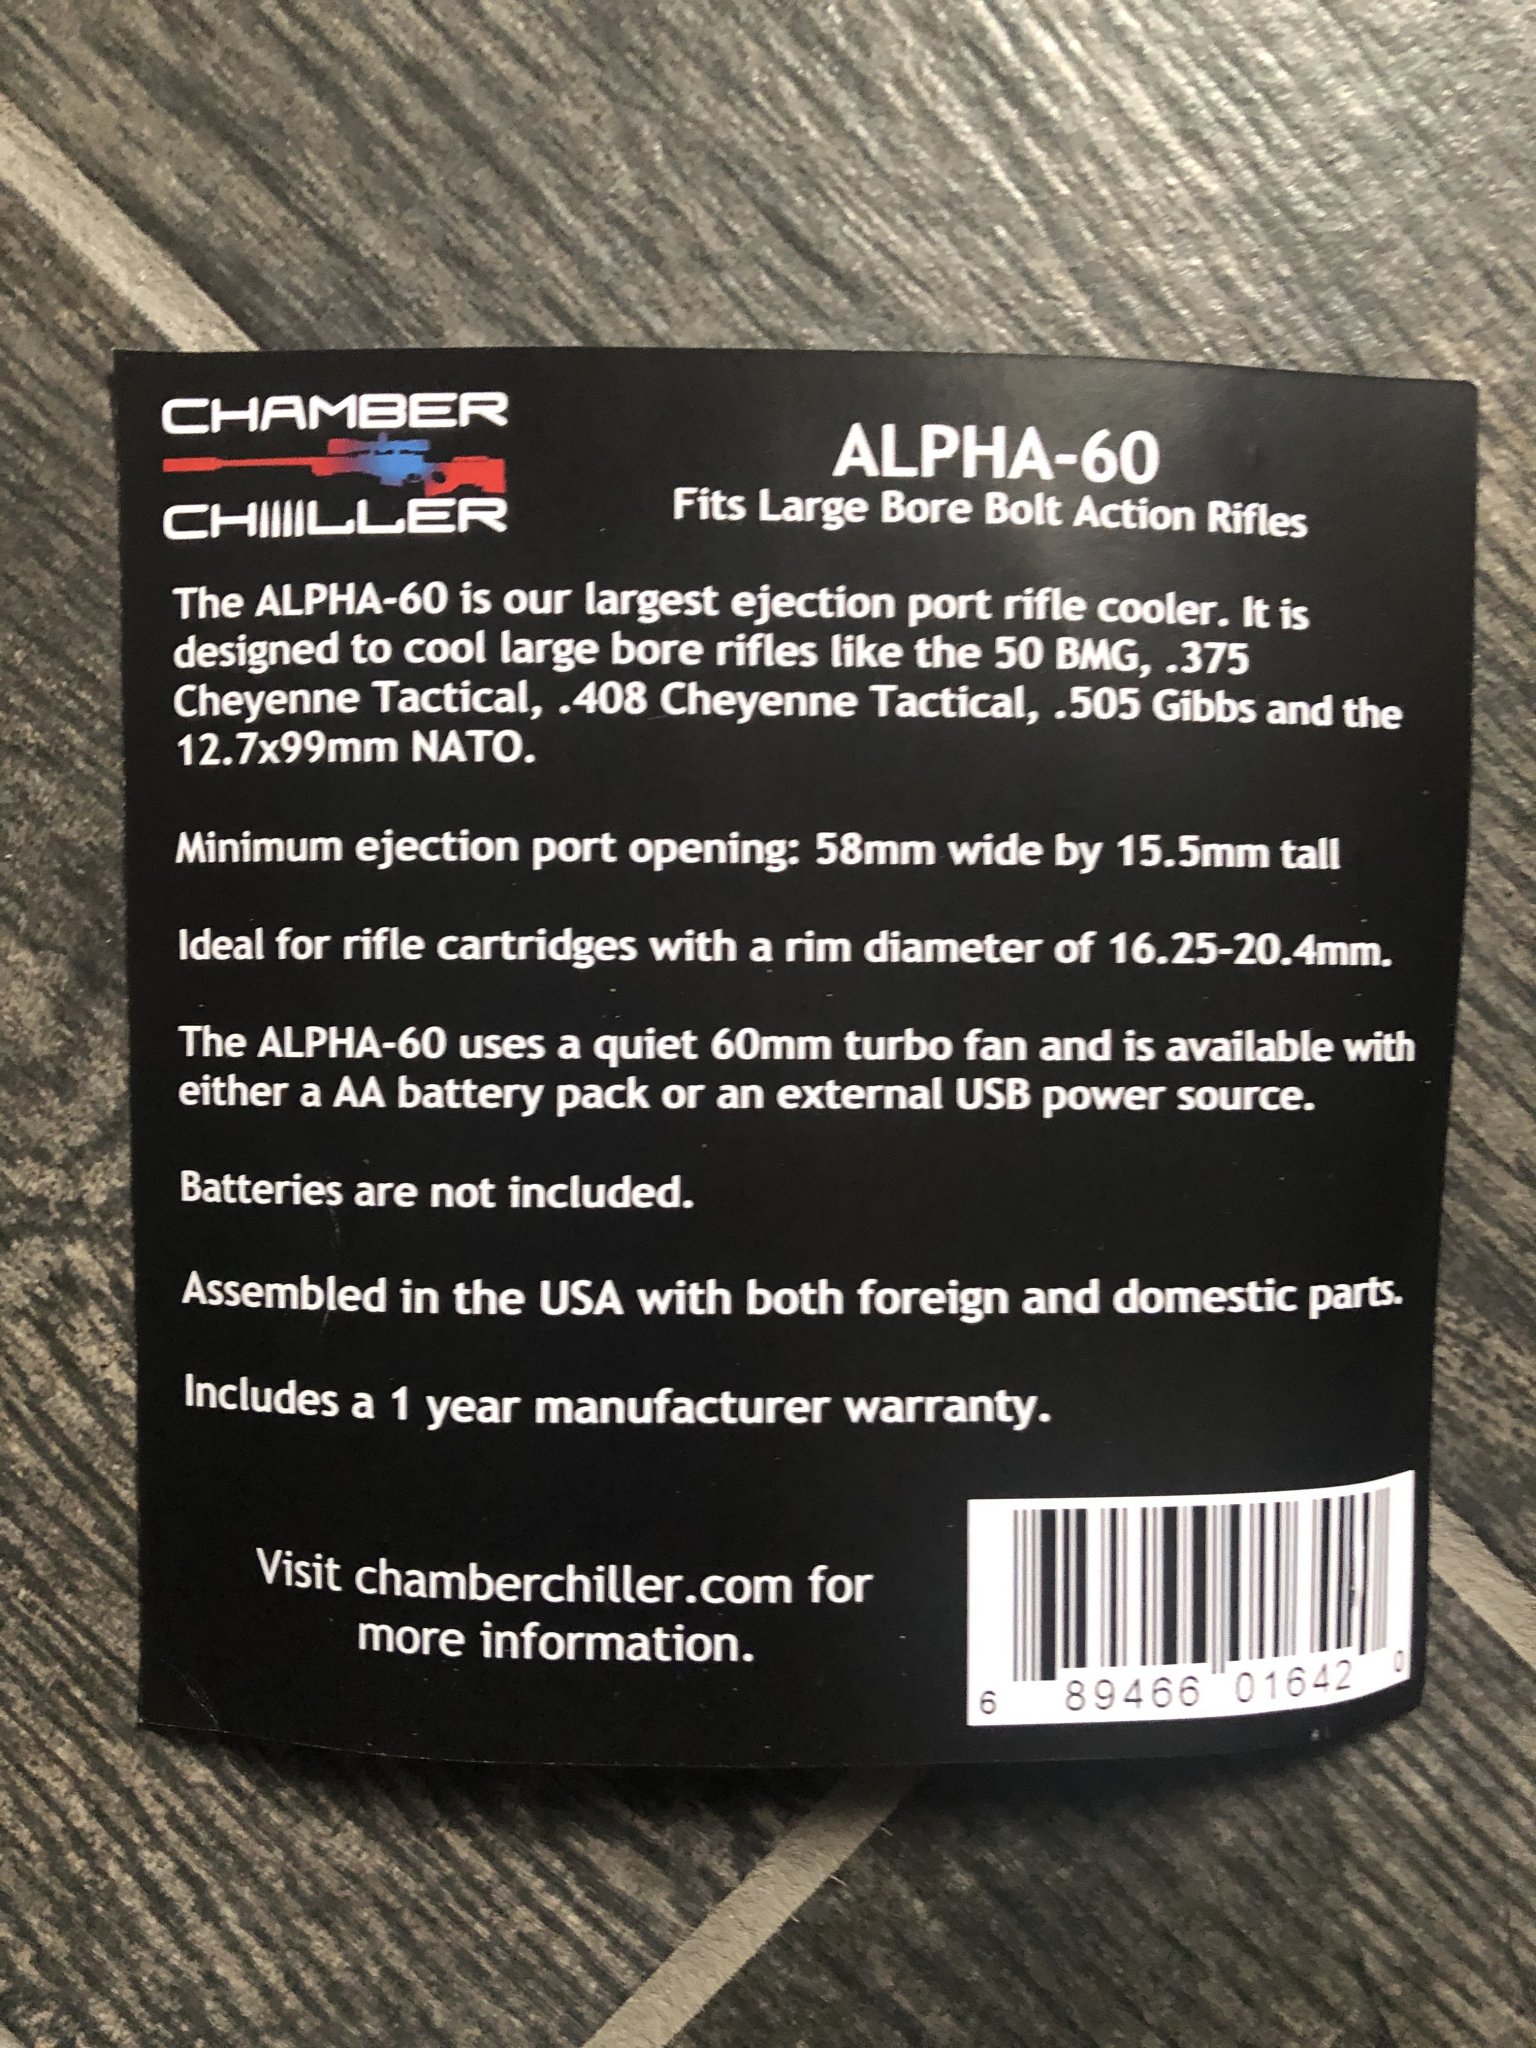 CHAMBER
CHIIIIILLER
ALPHA-60
Fits Large Bore Bolt Action Rifles
The ALPHA-60 is our largest ejection port rifle cooler. It is
designed to cool large bore rifles like the 50 BMG, .375
Cheyenne Tactical, .408 Cheyenne Tactical, .505 Gibbs and the
12.7x99mm NATO.
Minimum ejection port opening: 58mm wide by 15.5mm tall
Ideal for rifle cartridges with a rim diameter of 16.25-20.4mm.
The ALPHA-60 uses a quiet 60mm turbo fan and is available with
either a AA battery pack or an external USB power source.
Batteries are not included.
Assembled in the USA with both foreign and domestic parts.
Includes a 1 year manufacturer warranty.
Visit chamberchiller.com for
more information.
6 89466 01642 0